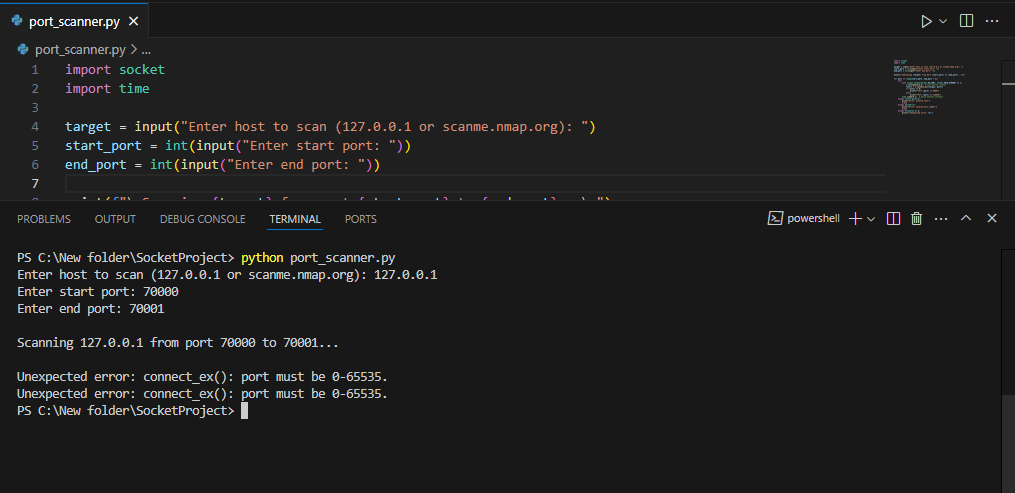 port_scanner.py
port_scanner.py > ...
1 import socket
2 import time
3
4 target = input("Enter host to scan (127.0.0.1 or scanme.nmap.org): ")
5 start_port = int(input("Enter start port: "))
6 end_port = int(input("Enter end port: "))
7
PROBLEMS OUTPUT DEBUG CONSOLE TERMINAL PORTS powershell
PS C:\New folder\SocketProject> python port_scanner.py
Enter host to scan (127.0.0.1 or scanme.nmap.org): 127.0.0.1
Enter start port: 70000
Enter end port: 70001
Scanning 127.0.0.1 from port 70000 to 70001...
Unexpected error: connect_ex(): port must be 0-65535.
Unexpected error: connect_ex(): port must be 0-65535.
PS C:\New folder\SocketProject>